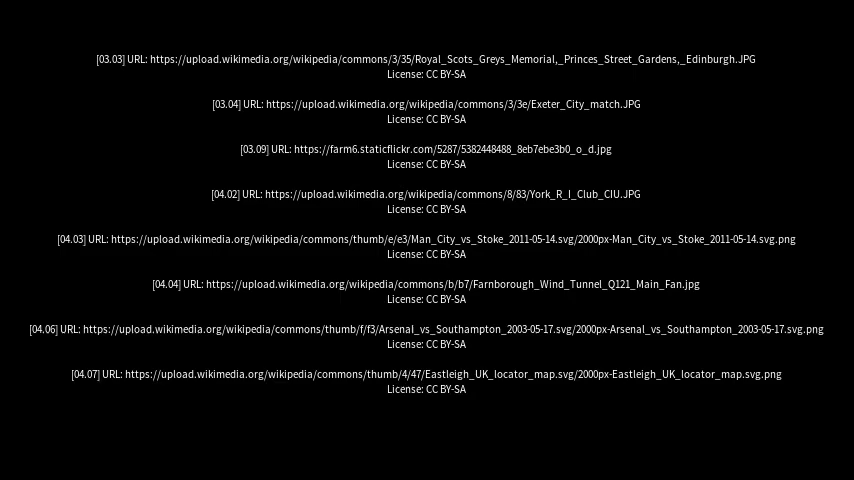 [03.03] URL: https://upload.wikimedia.org/wikipedia/commons/3/35/Royal_Scots_Greys_Memorial,_Princes_Street_Gardens,_Edinburgh.JPG
License: CC BY-SA
[03.04] URL: https://upload.wikimedia.org/wikipedia/commons/3/3e/Exeter_City_match.JPG
License: CC BY-SA
[03.09] URL: https://farm6.staticflickr.com/5287/5382448488_8eb7ebe3b0_o_d.jpg
License: CC BY-SA
[04.02] URL: https://upload.wikimedia.org/wikipedia/commons/8/83/York_R_I_Club_CIU.JPG
License: CC BY-SA
[04.03] URL: https://upload.wikimedia.org/wikipedia/commons/thumb/e/e3/Man_City_vs_Stoke_2011-05-14.svg/2000px-Man_City_vs_Stoke_2011-05-14.svg.png
License: CC BY-SA
[04.04] URL: https://upload.wikimedia.org/wikipedia/commons/b/b7/Farnborough_Wind_Tunnel_Q121_Main_Fan.jpg
License: CC BY-SA
[04.06] URL: https://upload.wikimedia.org/wikipedia/commons/thumb/f/f3/Arsenal_vs_Southampton_2003-05-17.svg/2000px-Arsenal_vs_Southampton_2003-05-17.svg.png
License: CC BY-SA
[04.07] URL: https://upload.wikimedia.org/wikipedia/commons/thumb/4/47/Eastleigh_UK_locator_map.svg/2000px-Eastleigh_UK_locator_map.svg.png
License: CC BY-SA